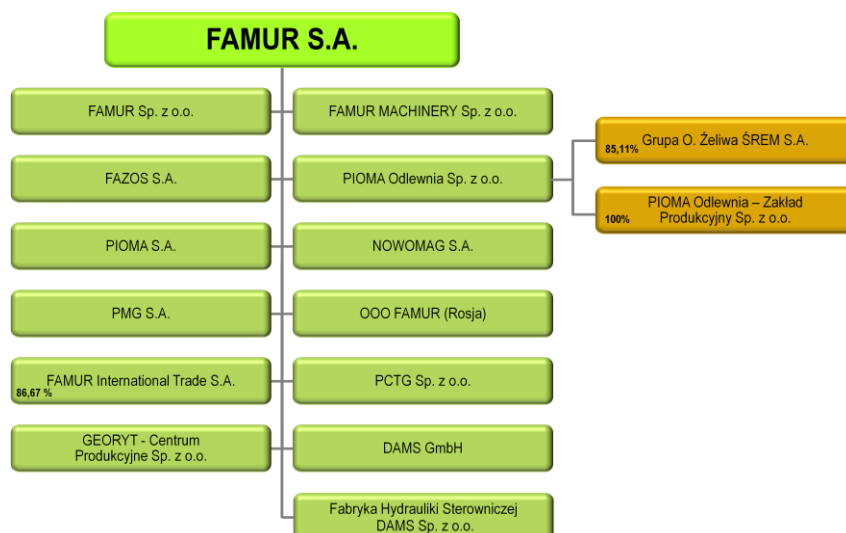 FAMUR S.A.
FAMUR Sp. z o.o.
FAMUR MACHINERY Sp. z o.o.
85,11% Grupa O. Żeliwa ŚREM S.A.
FAZOS S.A.
PIOMA Odlewnia Sp. z o.o.
PIOMA Odlewnia – Zakład
100% Produkcyjny Sp. z o.o.
PIOMA S.A.
NOWOMAG S.A.
PMG S.A.
OOO FAMUR (Rosja)
FAMUR International Trade S.A.
86,67 %
PCTG Sp. z o.o.
GEORYT - Centrum
Produkcyjne Sp. z o.o.
DAMS GmbH
Fabryka Hydrauliki Sterowniczej
DAMS Sp. z o.o.